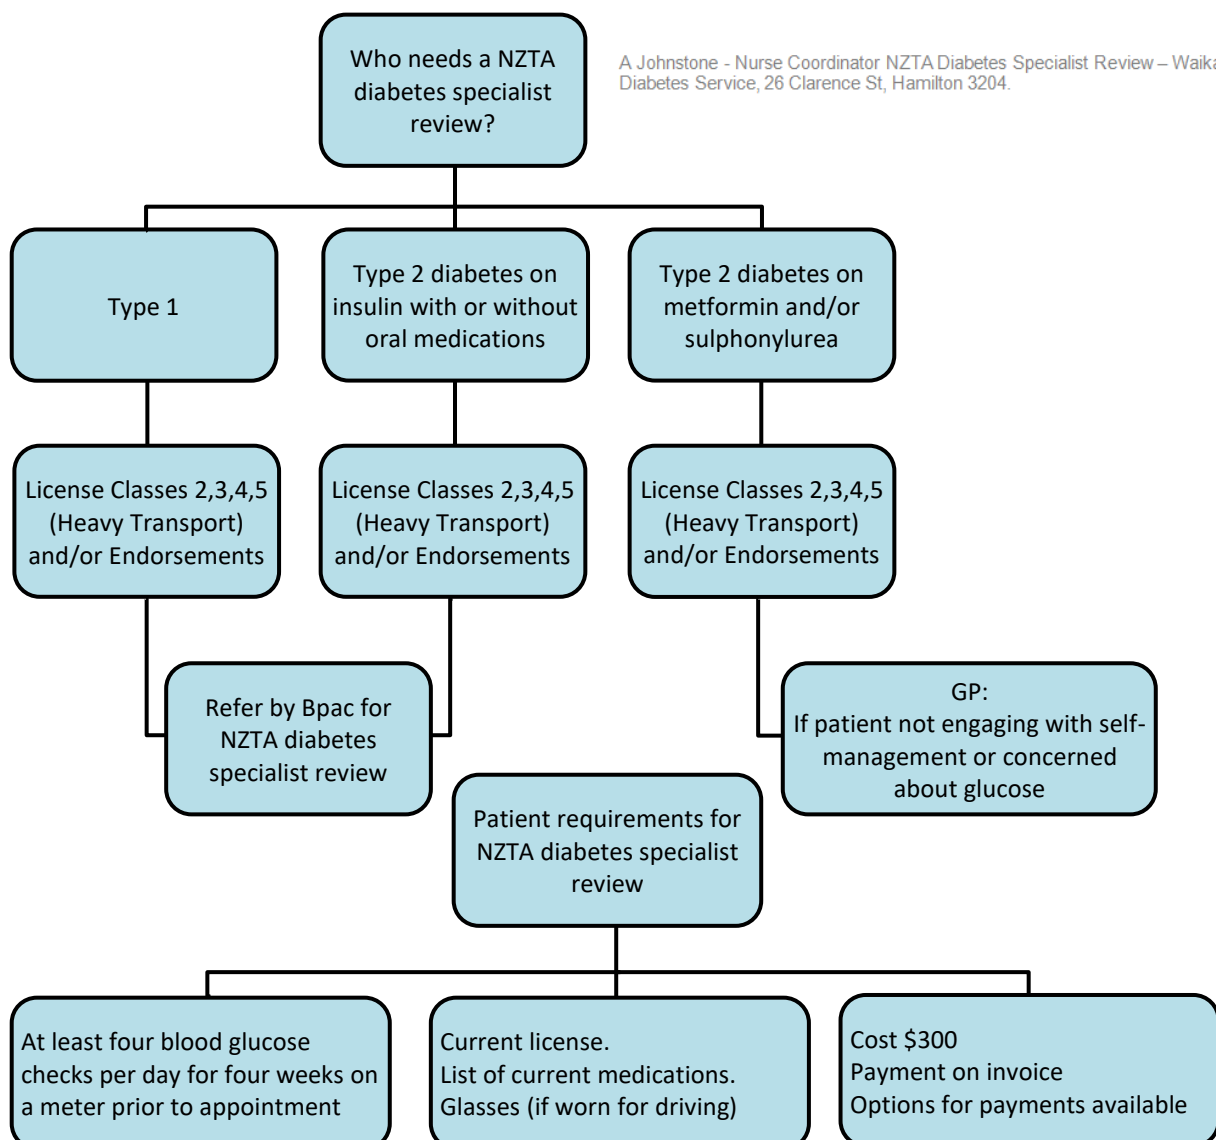 Who needs a NZTA
diabetes specialist
review?
A Johnstone - Nurse Coordinator NZTA Diabetes Specialist Review –
Diabetes Service, 26 Clarence St, Hamilton 3204.
Type 1
Type 2 diabetes on
insulin with or without
oral medications
Type 2 diabetes on
metformin and/or
sulphonylurea
License Classes 2,3,4,5
(Heavy Transport)
and/or Endorsements
License Classes 2,3,4,5
(Heavy Transport)
and/or Endorsements
License Classes 2,3,4,5
(Heavy Transport)
and/or Endorsements
Refer by Bpac for
NZTA diabetes
specialist review
GP:
If patient not engaging with self-
management or concerned
about glucose
Patient requirements for
NZTA diabetes specialist
review
At least four blood glucose
checks per day for four weeks on
a meter prior to appointment
Current license.
List of current medications.
Glasses (if worn for driving)
Cost $300
Payment on invoice
Options for payments available